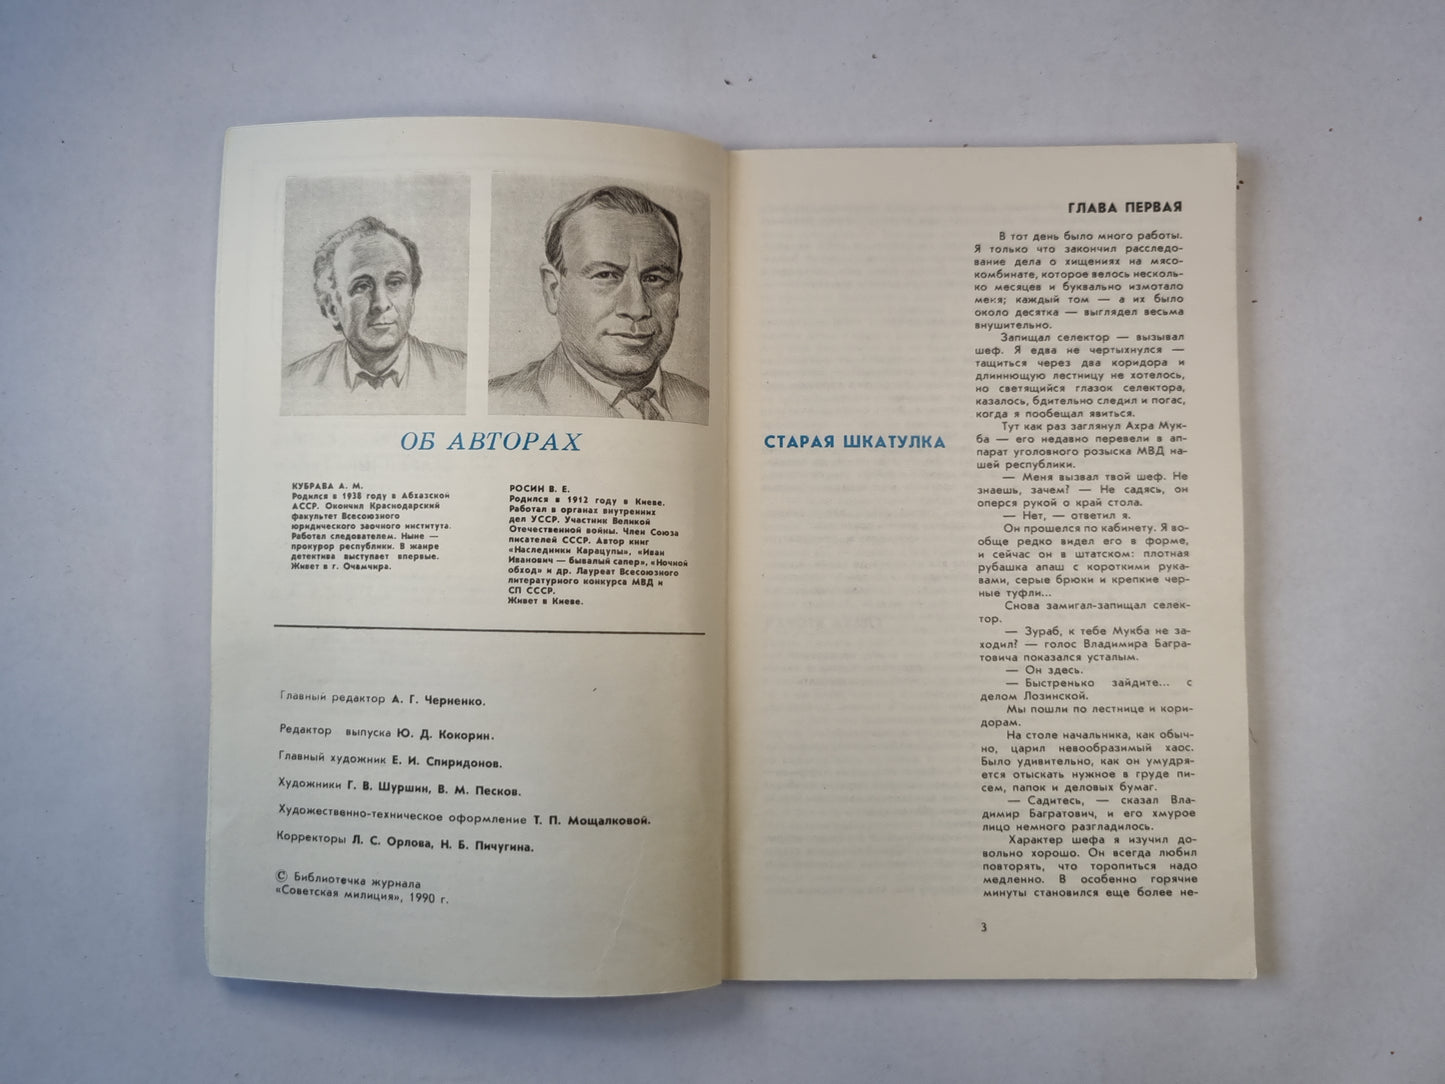 ОБ АВТОРАХ
КУБРАВА А. М.
Родился в 1938 году в Абхазской
АССР. Окончил Краснодарский
факультет Всесоюзного
юридического заочного института.
Работал следователем. Ныне —
прокурор республики. В жанре
детектива выступает впервые.
Живет в г. Очамчира.
РОСИН В. Е.
Родился в 1912 году в Киеве.
Работал в органах внутренних
дел УССР. Участник Великой
Отечественной войны. Член Союза
писателей СССР. Автор книг
«Наследники Карацупы», «Иван
Иванович — бывалый сапер», «Ночной
обход» и др. Лауреат Всесоюзного
литературного конкурса МВД и
СП СССР.
Живет в Киеве.
Главный редактор А. Г. Черненко.
Редактор выпуска Ю. Д. Кокорин.
Главный художник Е. И. Спиридонов.
Художники Г. В. Шуршин, В. М. Песков.
Художественно-техническое оформление Т. П. Мощалковой.
Корректоры Л. С. Орлова, Н. Б. Пичугина.
© Библиотечка журнала
«Советская милиция», 1990 г.
СТАРАЯ ШКАТУЛКА
ГЛАВА ПЕРВАЯ
В тот день было много работы.
Я только что закончил расследо-
вание дела о хищениях на мясо-
комбинате, которое велось несколь-
ко месяцев и буквально измотало
меня; каждый том — а их было
около десятка — выглядел весьма
внушительно.
Запищал селектор — вызывал
шеф. Я едва не чертыхнулся —
тащиться через два коридора и
длиннющую лестницу не хотелось,
но светящийся глазок селектора,
казалось, бдительно следил и погас,
когда я пообещал явиться.
Тут как раз заглянул Ахра Мук-
ба — его недавно перевели в ап-
парат уголовного розыска МВД на-
шей республики.
— Меня вызвал твой шеф. Не
знаешь, зачем? — Не садясь, он
оперся рукой о край стола.
— Нет, — ответил я.
Он прошелся по кабинету. Я во-
обще редко видел его в форме,
и сейчас он в штатском: плотная
рубашка апаш с короткими рука-
вами, серые брюки и крепкие чер-
ные туфли...
Снова замигал-запищал селек-
тор.
— Зураб, к тебе Мукба не за-
ходил? — голос Владимира Багра-
товича показался усталым.
— Он здесь.
— Быстренько зайдите... с
делом Лозинской.
Мы пошли по лестнице и кори-
дорам.
На столе начальника, как обыч-
но, царил невообразимый хаос.
Было удивительно, как он умудря-
ется отыскать нужное в груде пи-
сем, папок и деловых бумаг.
— Садитесь, — сказал Вла-
димир Багратович, и его хмурое
лицо немного разгладилось.
Характер шефа я изучил до-
вольно хорошо. Он всегда любил
повторять, что торопиться надо
медленно. В особенно горячие
минуты становился еще более не-
3